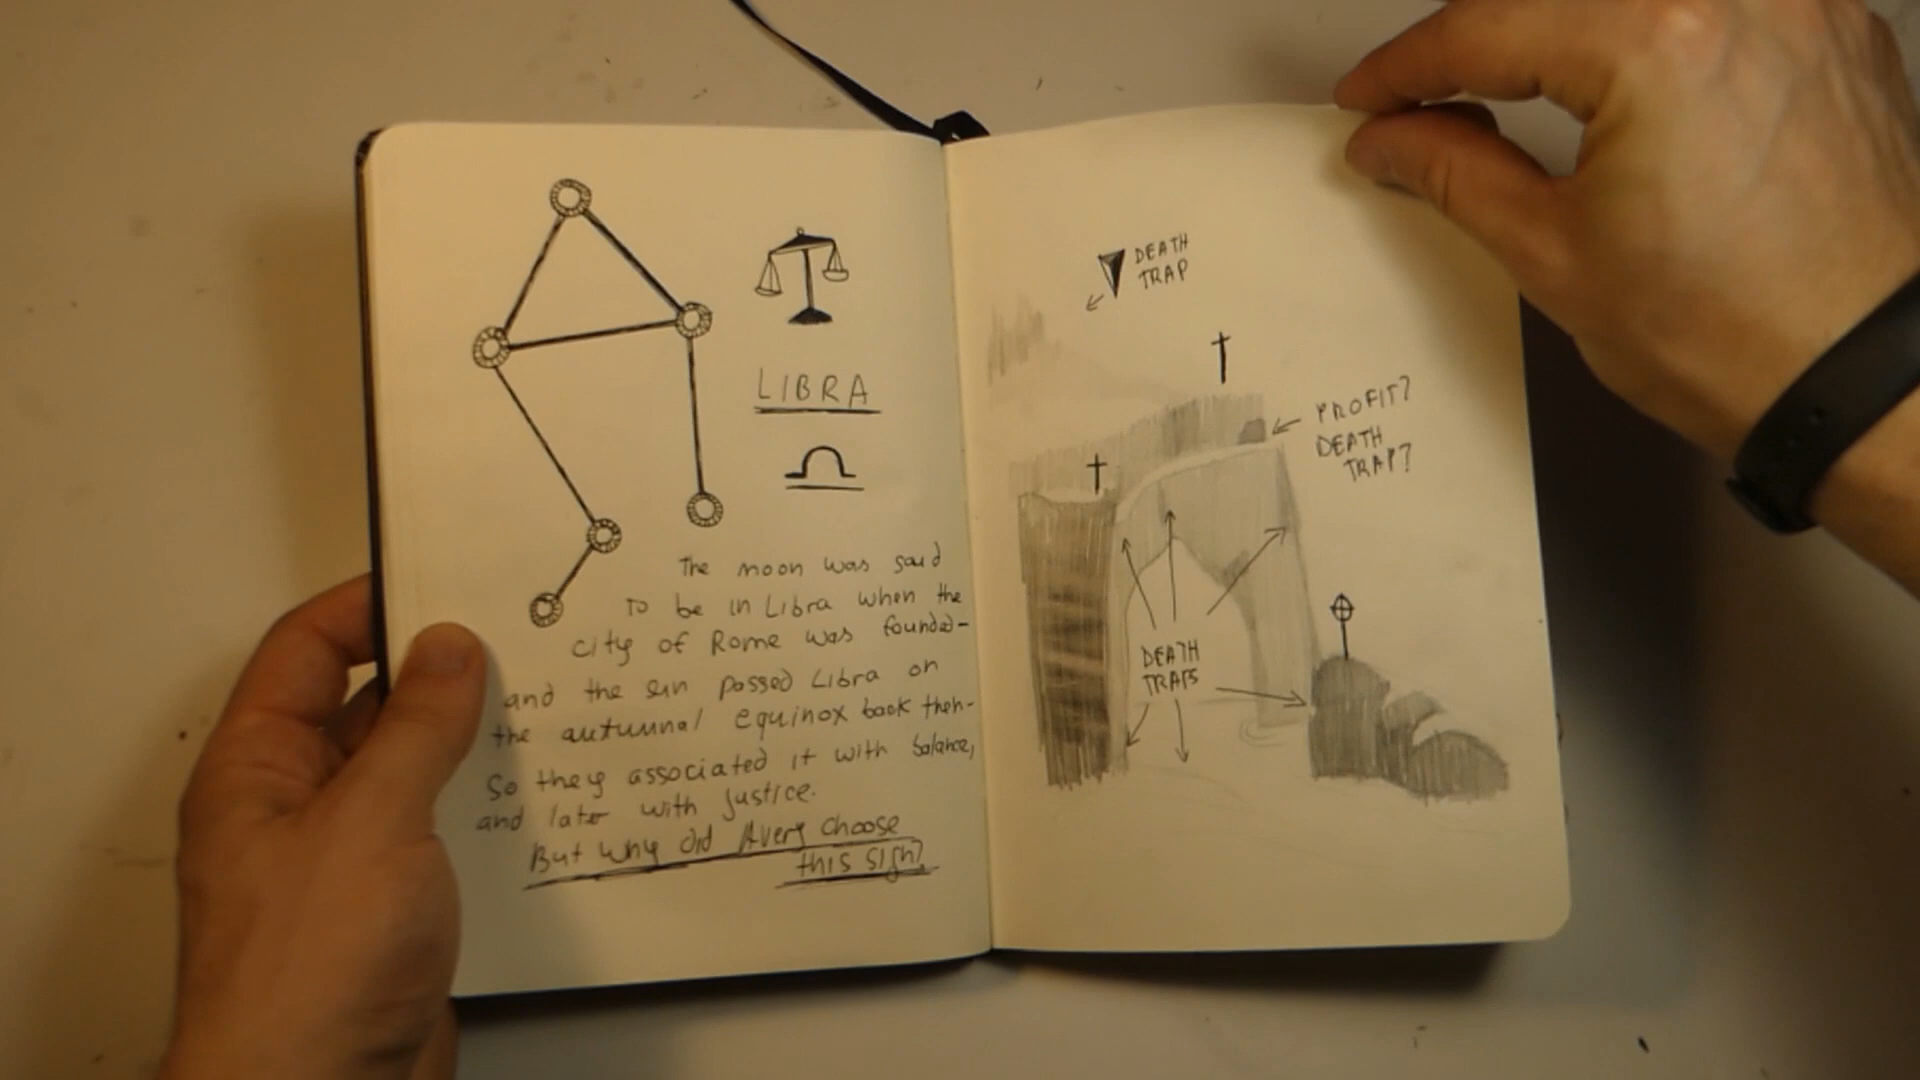 LIBRA
The moon was said
to be in Libra when the
city of Rome was founded-
and the sun passed Libra on
the autumnal equinox back then-
So they associated it with balance,
and later with justice.
But why did Avery choose
this sign?
DEATH
TRAP
PROFIT?
DEATH
TRAP?
DEATH
TRAPS